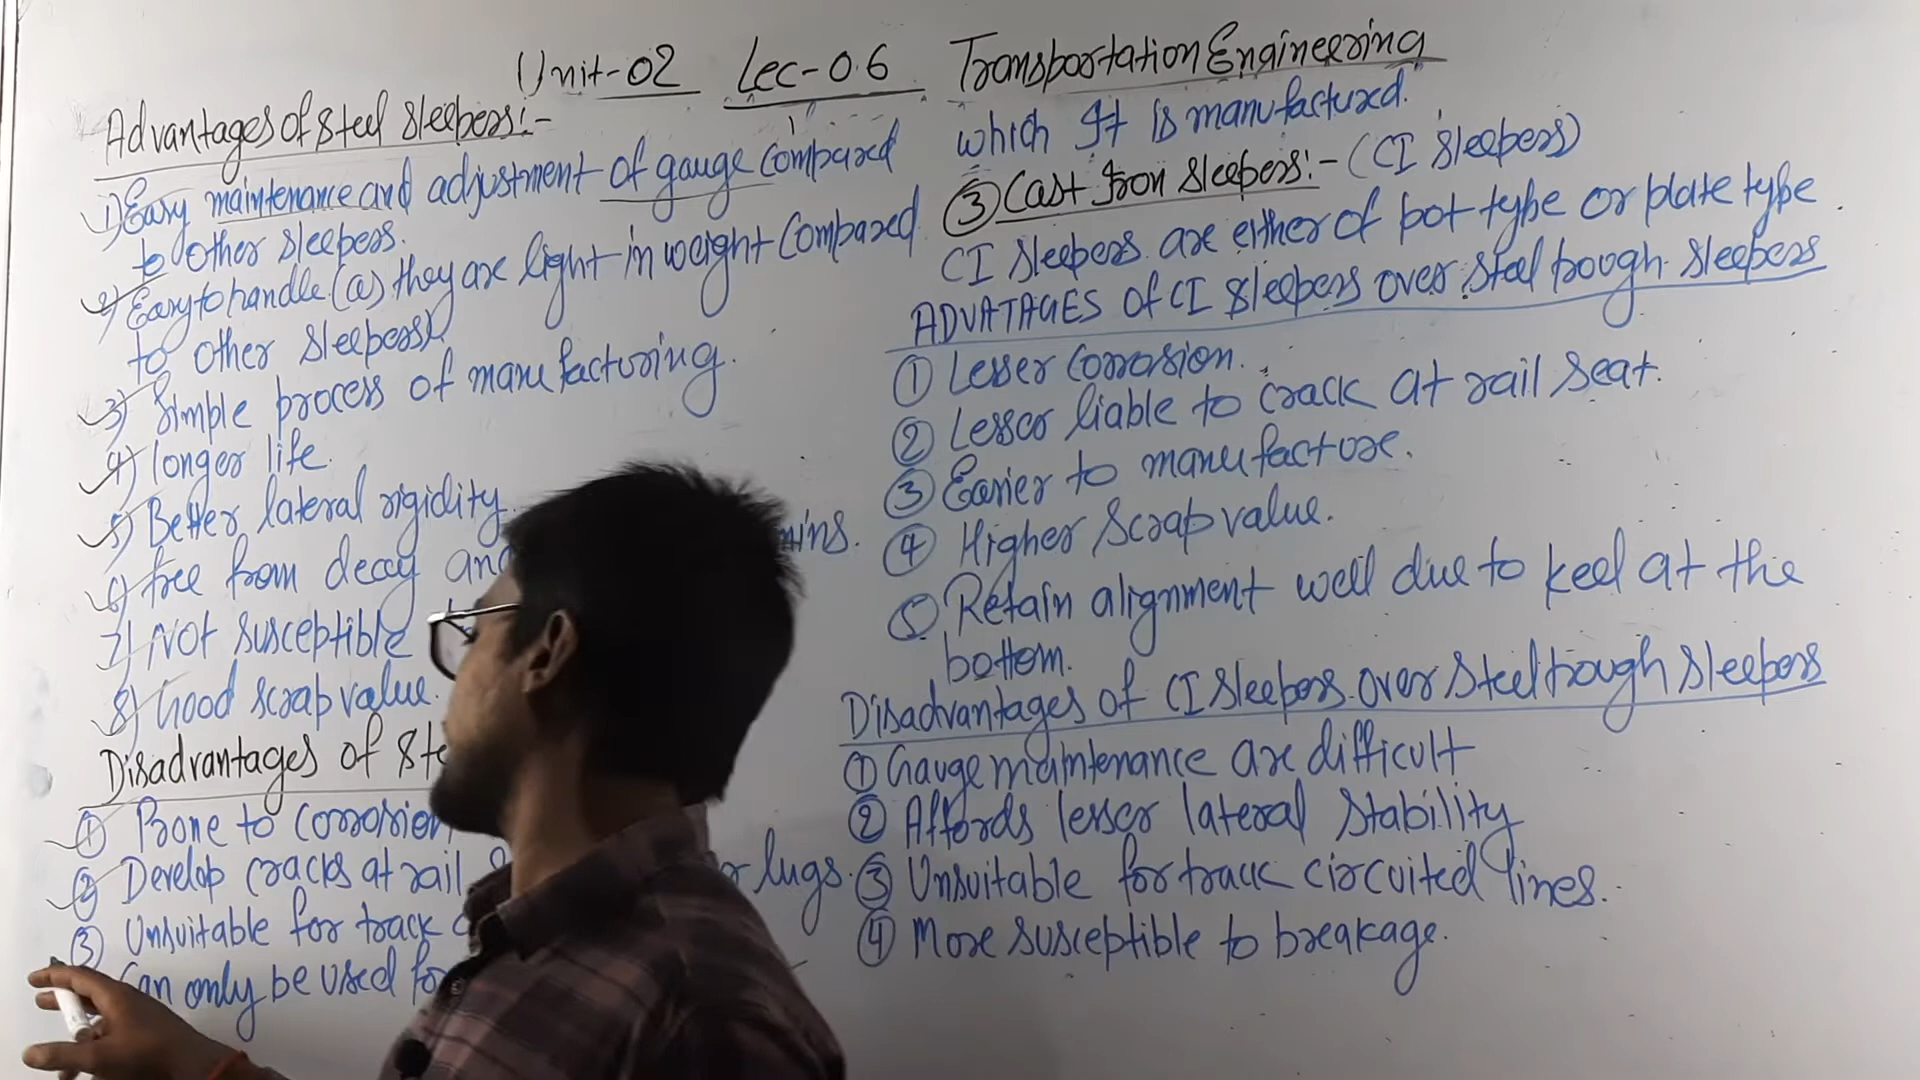 Unit-02 Lec-06 Transportation Engineering
Advantages of steel sleepers:-
1) Easy maintenance and adjustment of gauge compared
to other sleepers.
2) Easy to handle (as) they are light in weight compared
to other sleepers)
3) Simple process of manufacturing.
4) longer life.
5) Better lateral rigidity
6) free from decay and mins.
7) Not susceptible
8) Good scrap value.
Disadvantages of ste
① Prone to corrosion
② Develop cracks at rail or lugs.
③ Unsuitable for track c
Can only be used fo
which It is manufactured.
③ Cast Iron sleepers:- (CI sleepers)
CI sleepers are either of pot type or plate type.
ADVATAGES of CI sleepers over steel trough sleepers
① Lesser corrosion.
② Lesser liable to crack at rail seat.
③ Easier to manufacture.
④ Higher scrap value.
⑤ Retain alignment well due to keel at the
bottom.
Disadvantages of CI sleepers over steel trough sleepers
① Gauge maintenance are difficult
② Affords lesser lateral stability
③ Unsuitable for track circuited lines.
④ More susceptible to breakage.